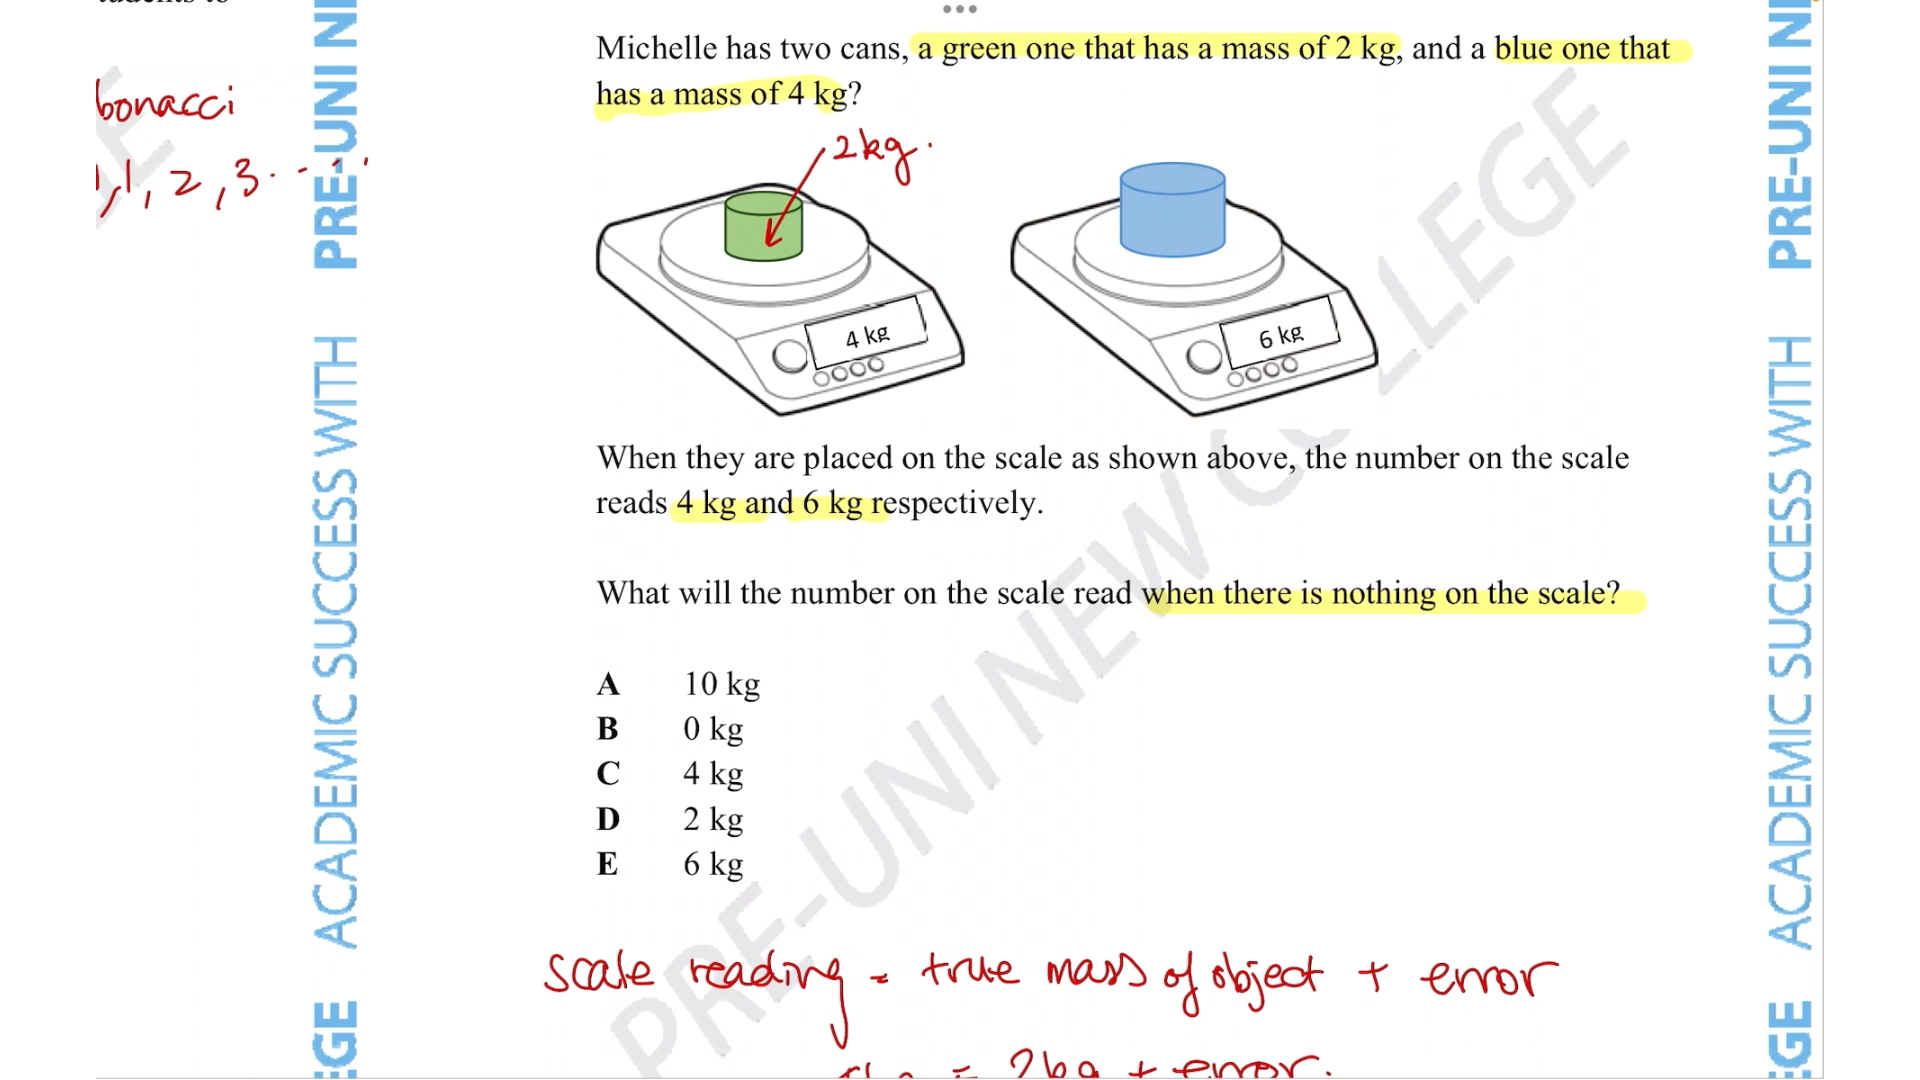 bonacci
1, 2, 3 . . . .
PRE-UNI N
ACADEMIC SUCCESS WITH
GE
Michelle has two cans, a green one that has a mass of 2 kg, and a blue one that
has a mass of 4 kg?
2kg.
4 kg
6 kg
When they are placed on the scale as shown above, the number on the scale
reads 4 kg and 6 kg respectively.
What will the number on the scale read when there is nothing on the scale?
A 10 kg
B 0 kg
C 4 kg
D 2 kg
E 6 kg
scale reading = true mass of object + error
= 2kg + error.
PRE-UNI NEW COLLEGE
PRE-UNI N
ACADEMIC SUCCESS WITH
GE